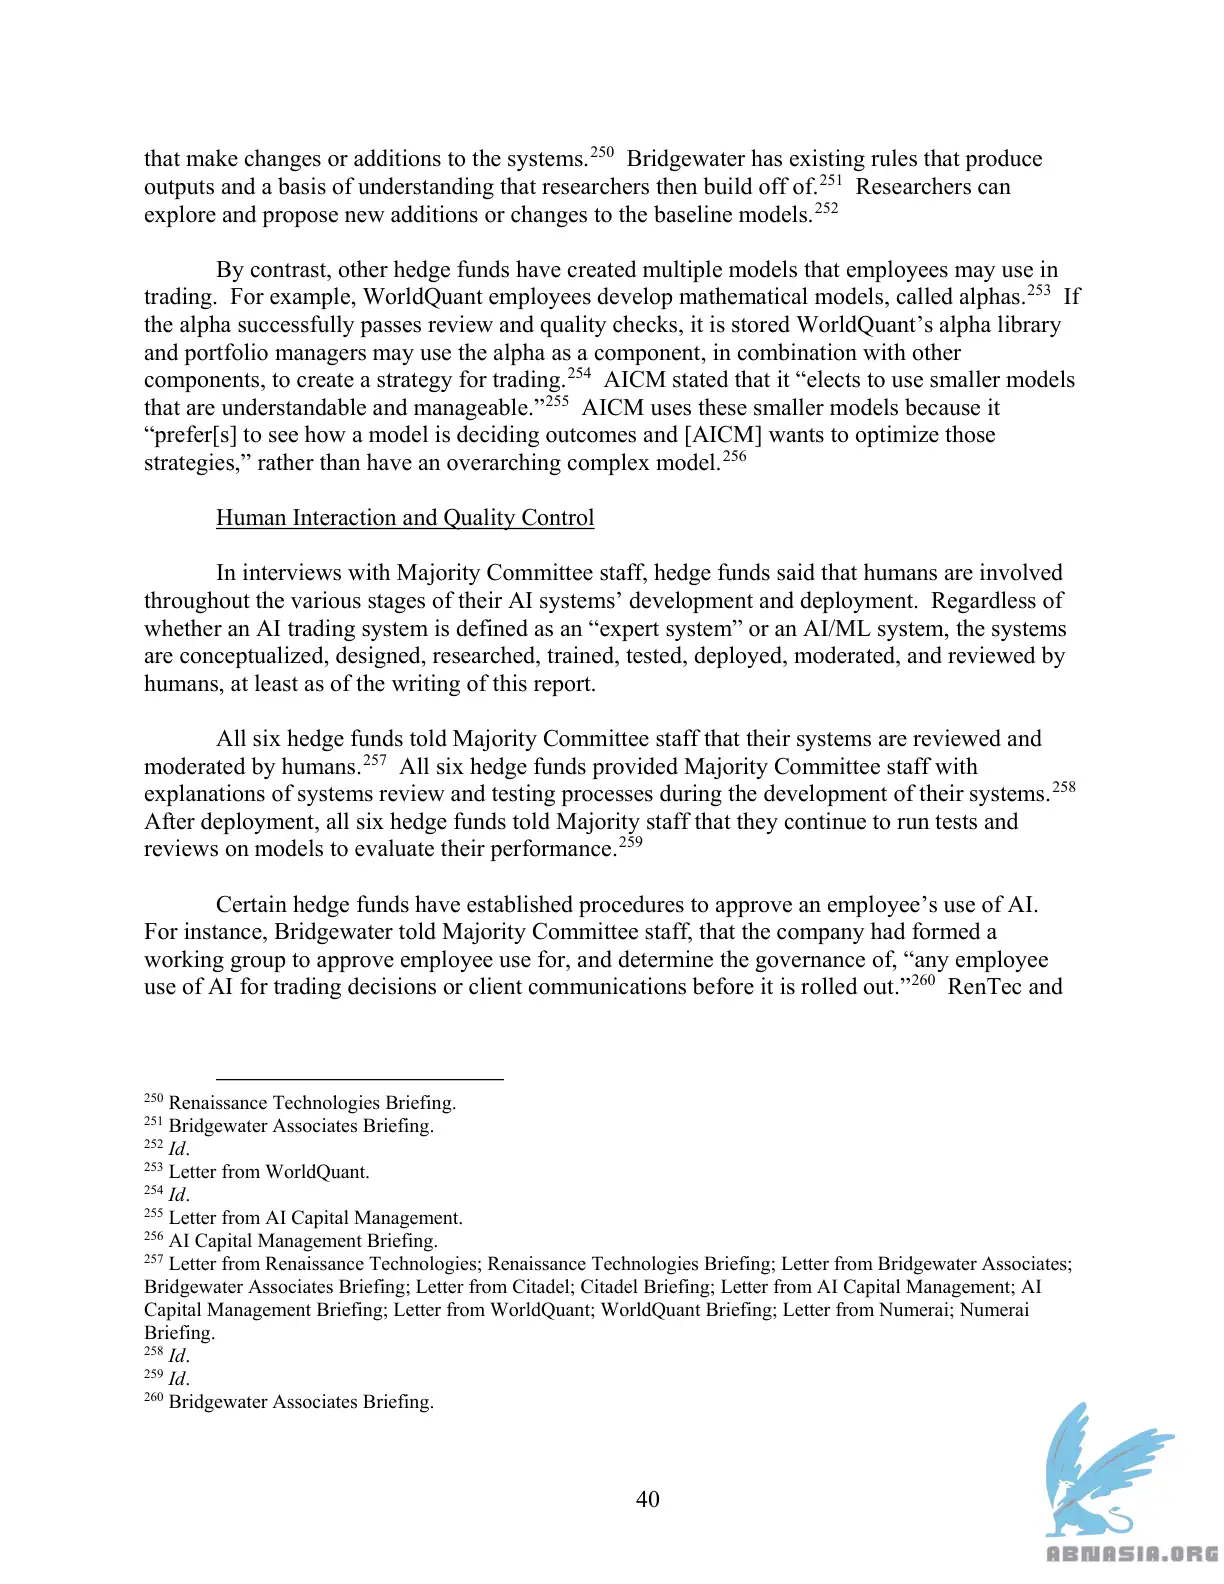 that make changes or additions to the systems.250 Bridgewater has existing rules that produce
outputs and a basis of understanding that researchers then build off of.251 Researchers can
explore and propose new additions or changes to the baseline models.252
By contrast, other hedge funds have created multiple models that employees may use in
trading. For example, WorldQuant employees develop mathematical models, called alphas.253 If
the alpha successfully passes review and quality checks, it is stored WorldQuant’s alpha library
and portfolio managers may use the alpha as a component, in combination with other
components, to create a strategy for trading.254 AICM stated that it “elects to use smaller models
that are understandable and manageable.”255 AICM uses these smaller models because it
“prefer[s] to see how a model is deciding outcomes and [AICM] wants to optimize those
strategies,” rather than have an overarching complex model.256
Human Interaction and Quality Control
In interviews with Majority Committee staff, hedge funds said that humans are involved
throughout the various stages of their AI systems’ development and deployment. Regardless of
whether an AI trading system is defined as an “expert system” or an AI/ML system, the systems
are conceptualized, designed, researched, trained, tested, deployed, moderated, and reviewed by
humans, at least as of the writing of this report.
All six hedge funds told Majority Committee staff that their systems are reviewed and
moderated by humans.257 All six hedge funds provided Majority Committee staff with
explanations of systems review and testing processes during the development of their systems.258
After deployment, all six hedge funds told Majority staff that they continue to run tests and
reviews on models to evaluate their performance.259
Certain hedge funds have established procedures to approve an employee’s use of AI.
For instance, Bridgewater told Majority Committee staff, that the company had formed a
working group to approve employee use for, and determine the governance of, “any employee
use of AI for trading decisions or client communications before it is rolled out.”260 RenTec and
250 Renaissance Technologies Briefing.
251 Bridgewater Associates Briefing.
252 Id.
253 Letter from WorldQuant.
254 Id.
255 Letter from AI Capital Management.
256 AI Capital Management Briefing.
257 Letter from Renaissance Technologies; Renaissance Technologies Briefing; Letter from Bridgewater Associates;
Bridgewater Associates Briefing; Letter from Citadel; Citadel Briefing; Letter from AI Capital Management; AI
Capital Management Briefing; Letter from WorldQuant; WorldQuant Briefing; Letter from Numerai; Numerai
Briefing.
258 Id.
259 Id.
260 Bridgewater Associates Briefing.
40
ABNASIA.ORG